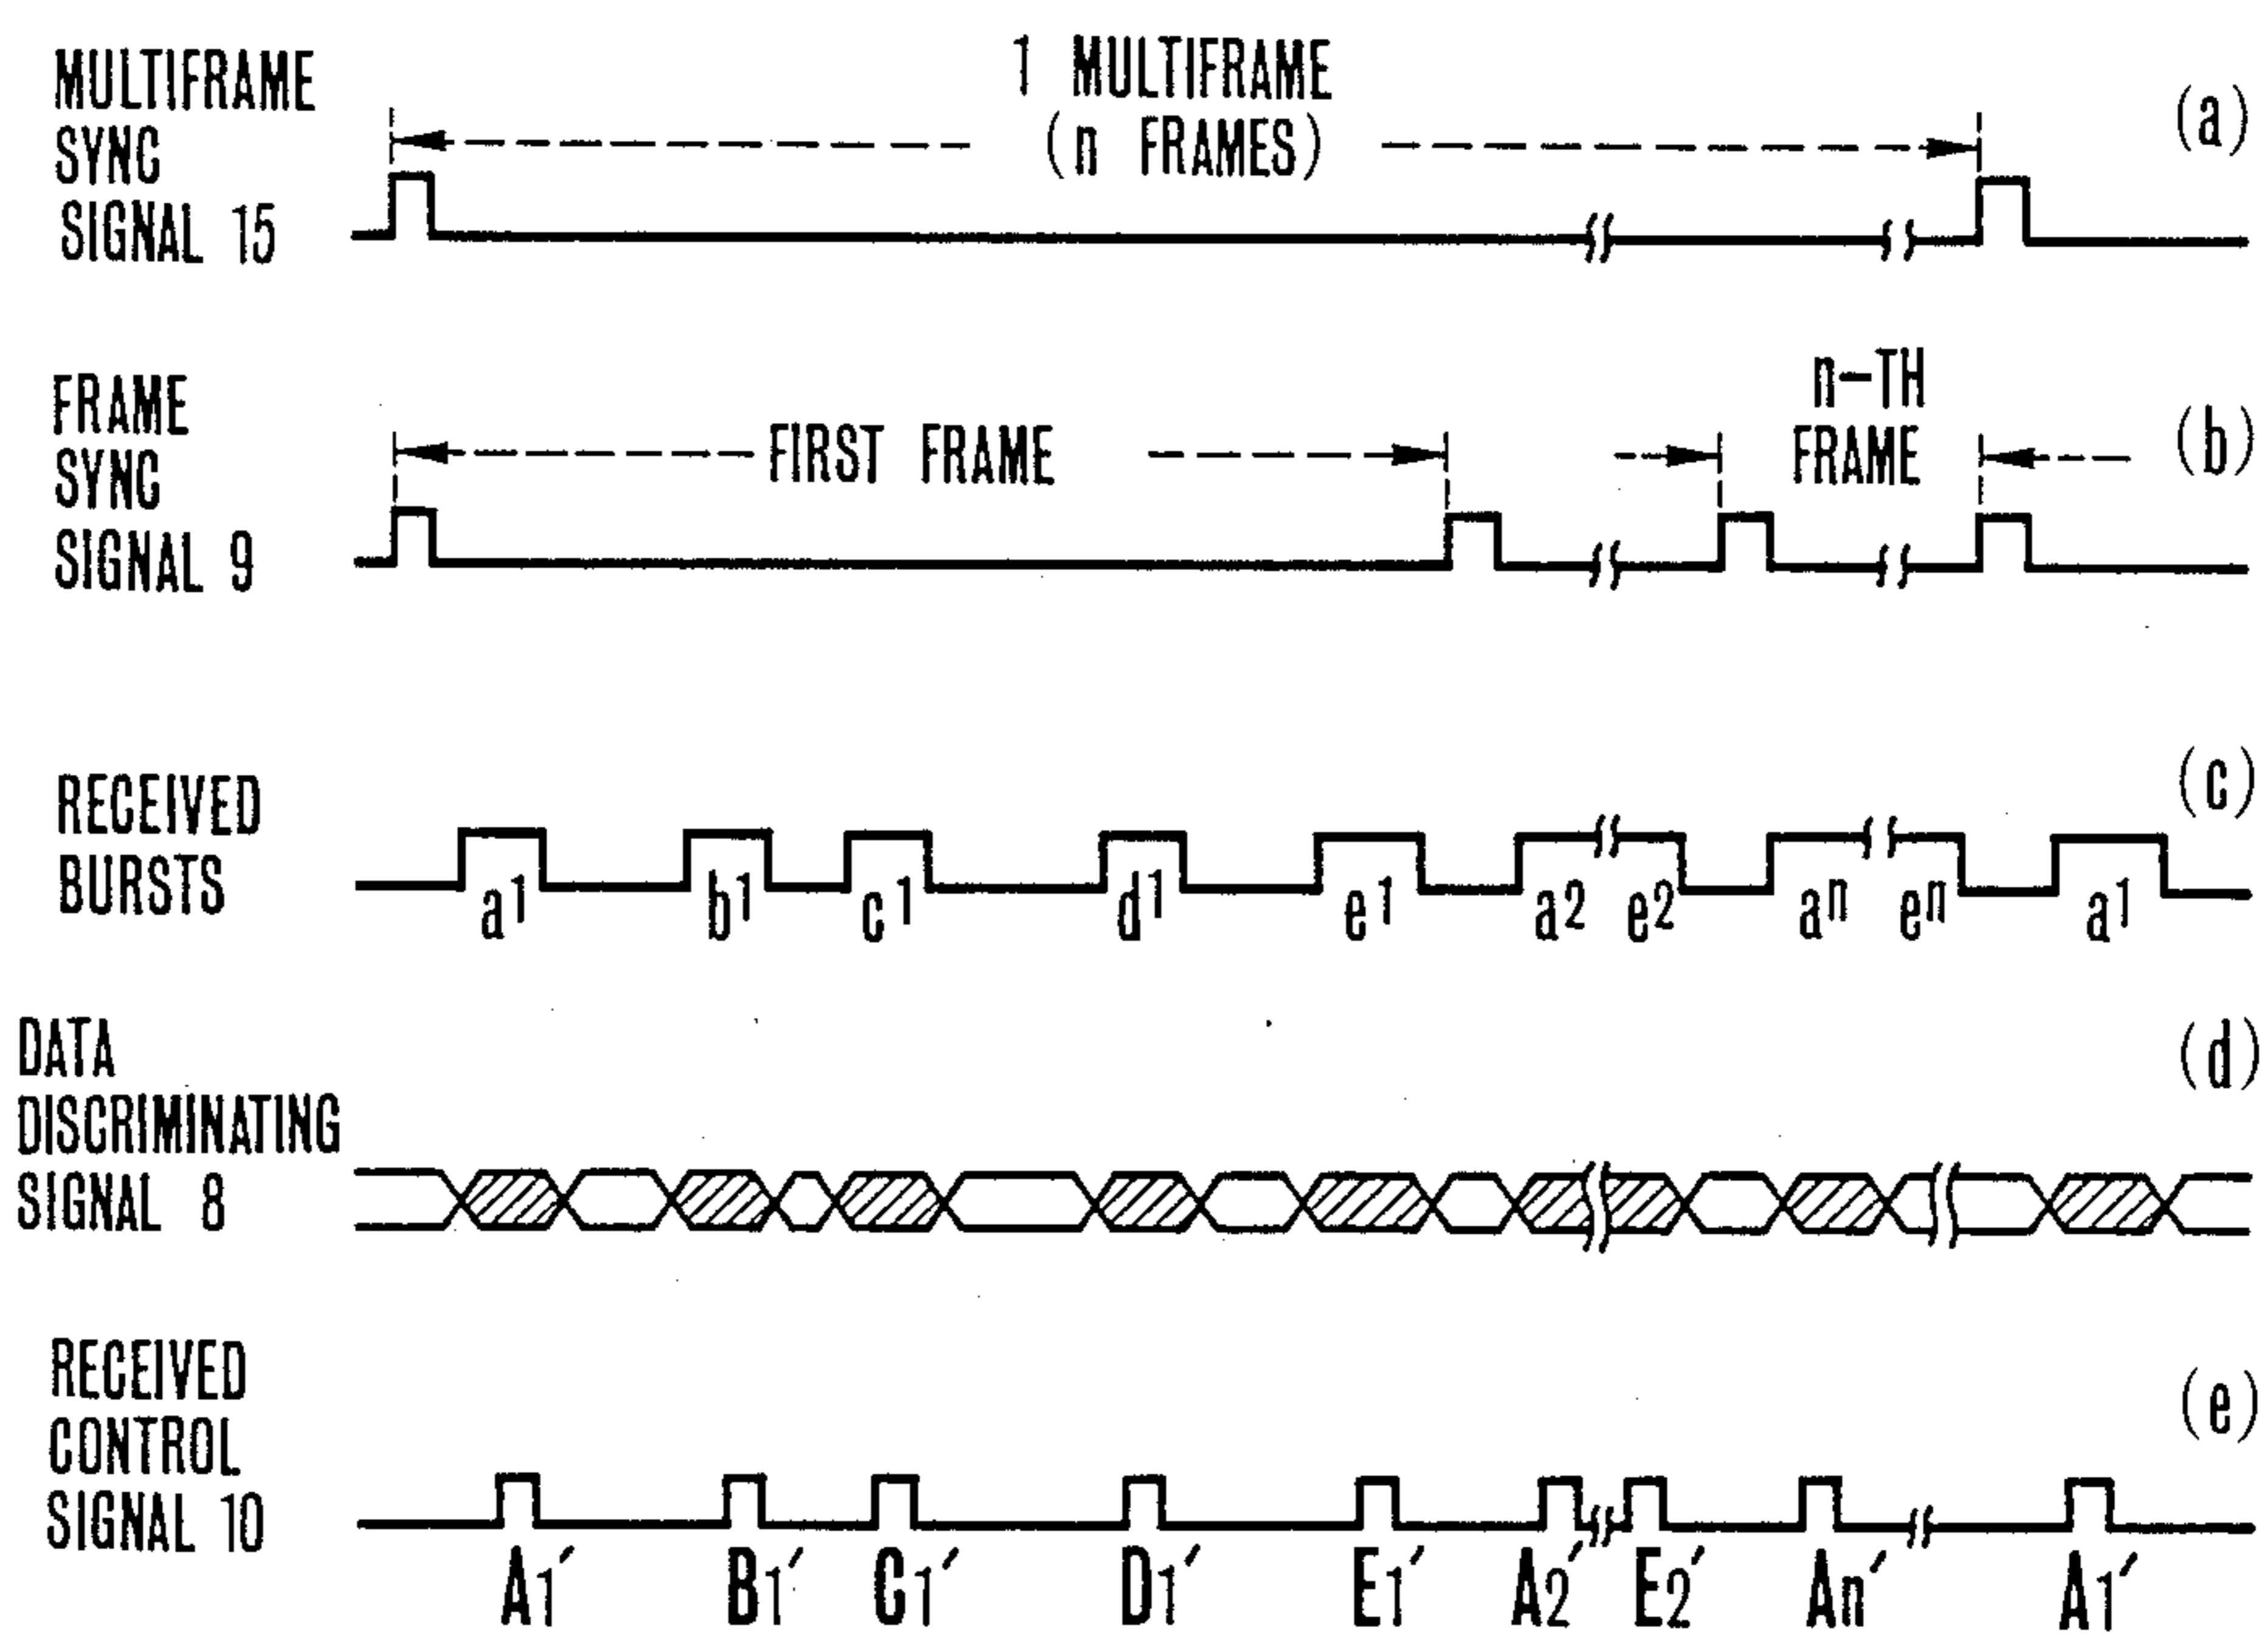 MULTIFRAME
SYNC
SIGNAL 15
1 MULTIFRAME
(n FRAMES)
(a)
FRAME
SYNC
SIGNAL 9
FIRST FRAME
n-TH
FRAME
(b)
RECEIVED
BURSTS
a1 b1 c1 d1 e1 a2 e2 an en a1
(c)
DATA
DISCRIMINATING
SIGNAL 8
(d)
RECEIVED
CONTROL
SIGNAL 10
(e)
A1′ B1′ C1′ D1′ E1′ A2′ E2′ An′ A1′